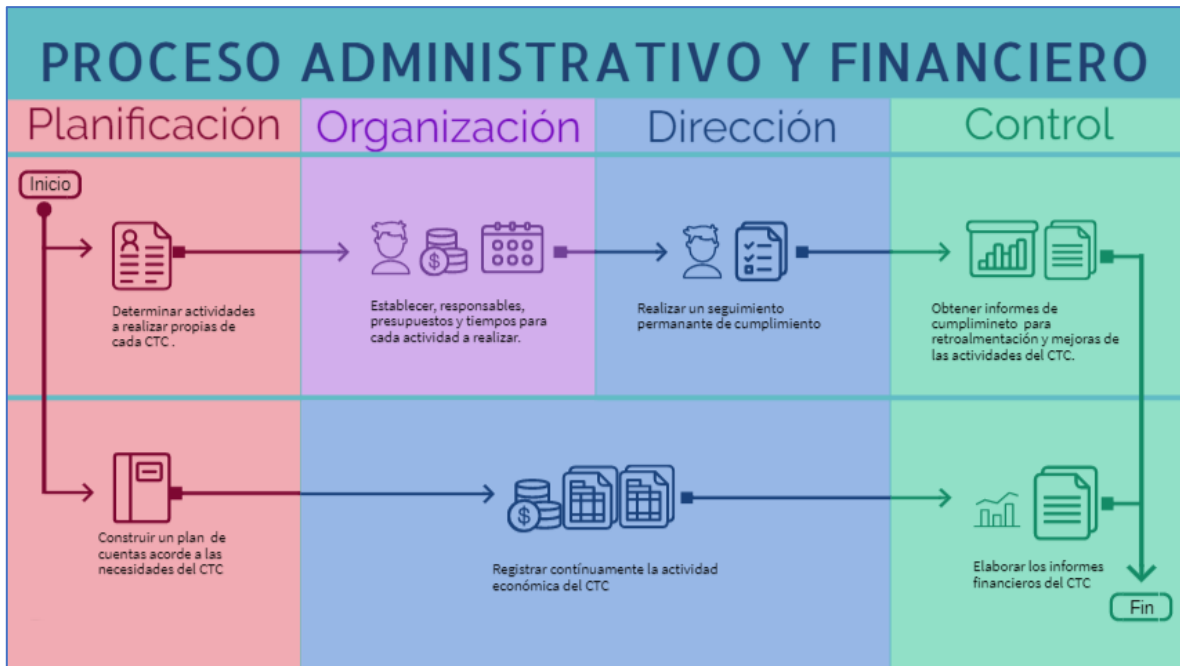 PROCESO ADMINISTRATIVO Y FINANCIERO
Planificación
Organización
Dirección
Control
Inicio
Determinar actividades
a realizar propias de
cada CTC .
Establecer, responsables,
presupuestos y tiempos para
cada actividad a realizar.
Realizar un seguimiento
permanante de cumplimiento
Obtener informes de
cumplimineto para
retroalmentación y mejoras de
las actividades del CTC.
Construir un plan de
cuentas acorde a las
necesidades del CTC
Registrar contínuamente la actividad
económica del CTC
Elaborar los informes
financieros del CTC
Fin